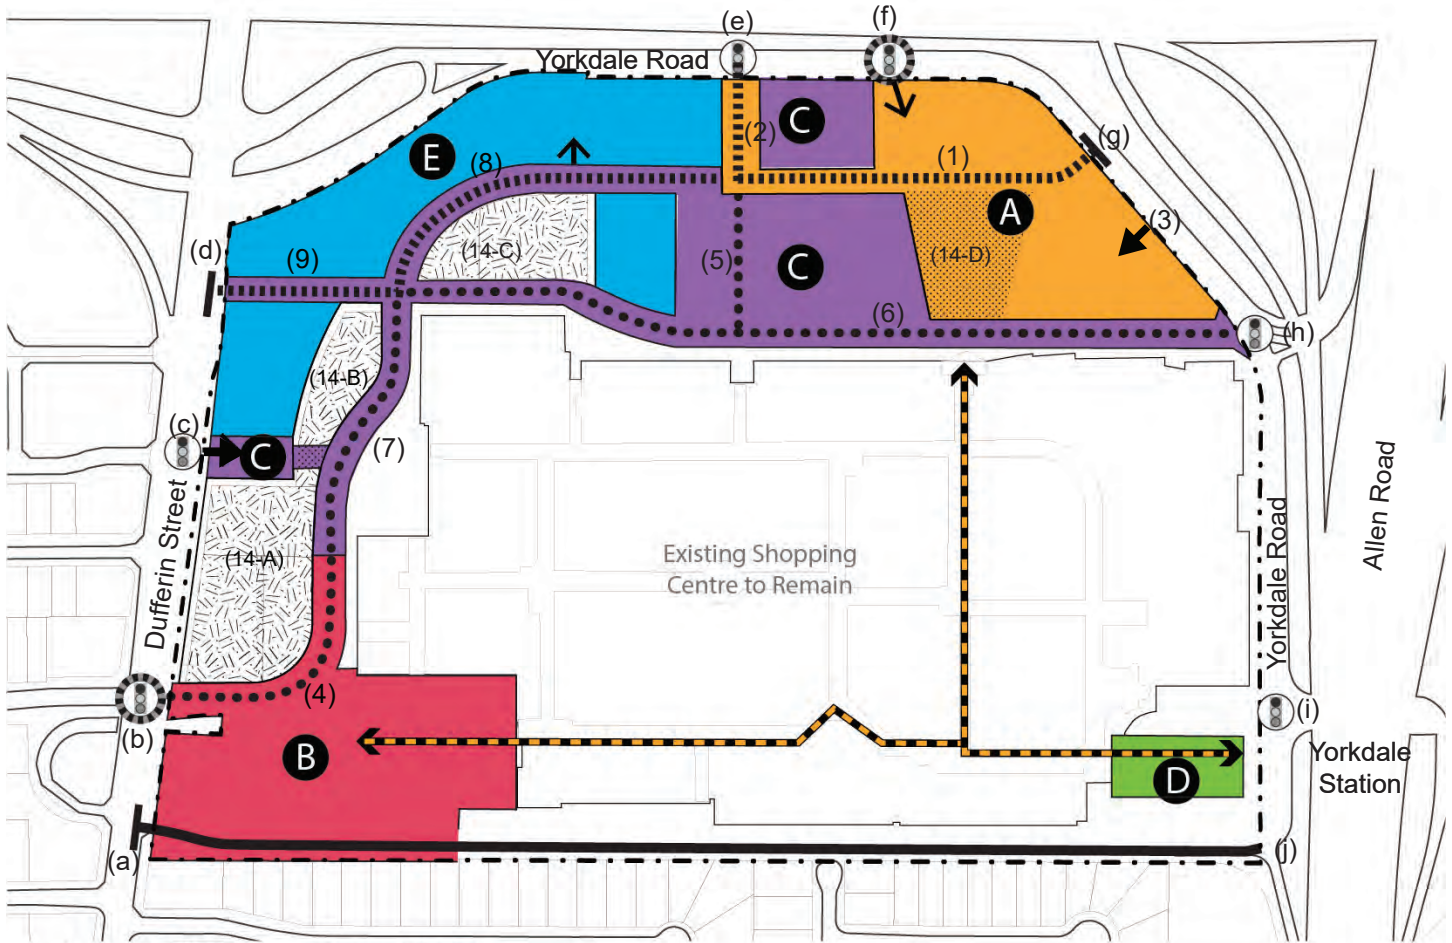 (e)
(f)
Yorkdale Road
C
(2)
(g)
E
(8)
(1)
A
(3)
(d)
(9)
(14-C)
(5)
C
(14-D)
(6)
(h)
(14-B)
(c)
C
(7)
Dufferin Street
(14-A)
Existing Shopping
Centre to Remain
Allen Road
Yorkdale Road
(4)
(b)
(i)
B
Yorkdale
Station
D
(a)
(j)